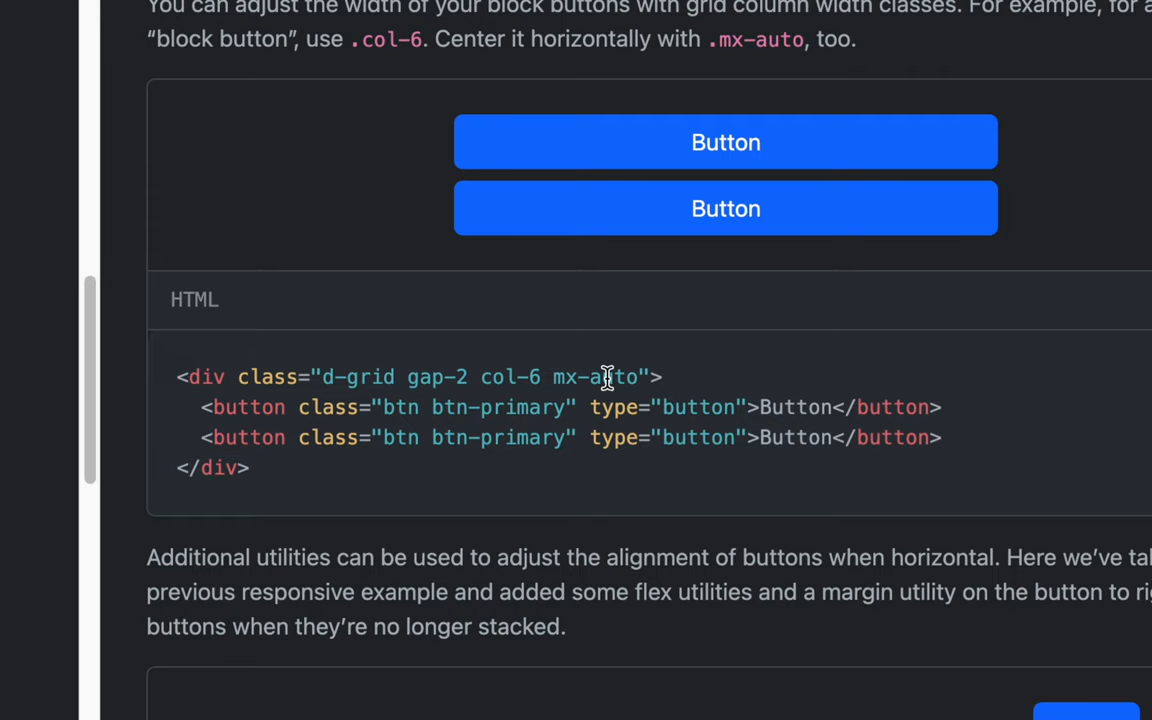 You can adjust the width of your block buttons with grid column width classes. For example, for a
“block button”, use .col-6. Center it horizontally with .mx-auto, too.
Button
Button
HTML
<div class="d-grid gap-2 col-6 mx-auto">
  <button class="btn btn-primary" type="button">Button</button>
  <button class="btn btn-primary" type="button">Button</button>
</div>
Additional utilities can be used to adjust the alignment of buttons when horizontal. Here we’ve
previous responsive example and added some flex utilities and a margin utility on the button to
buttons when they’re no longer stacked.